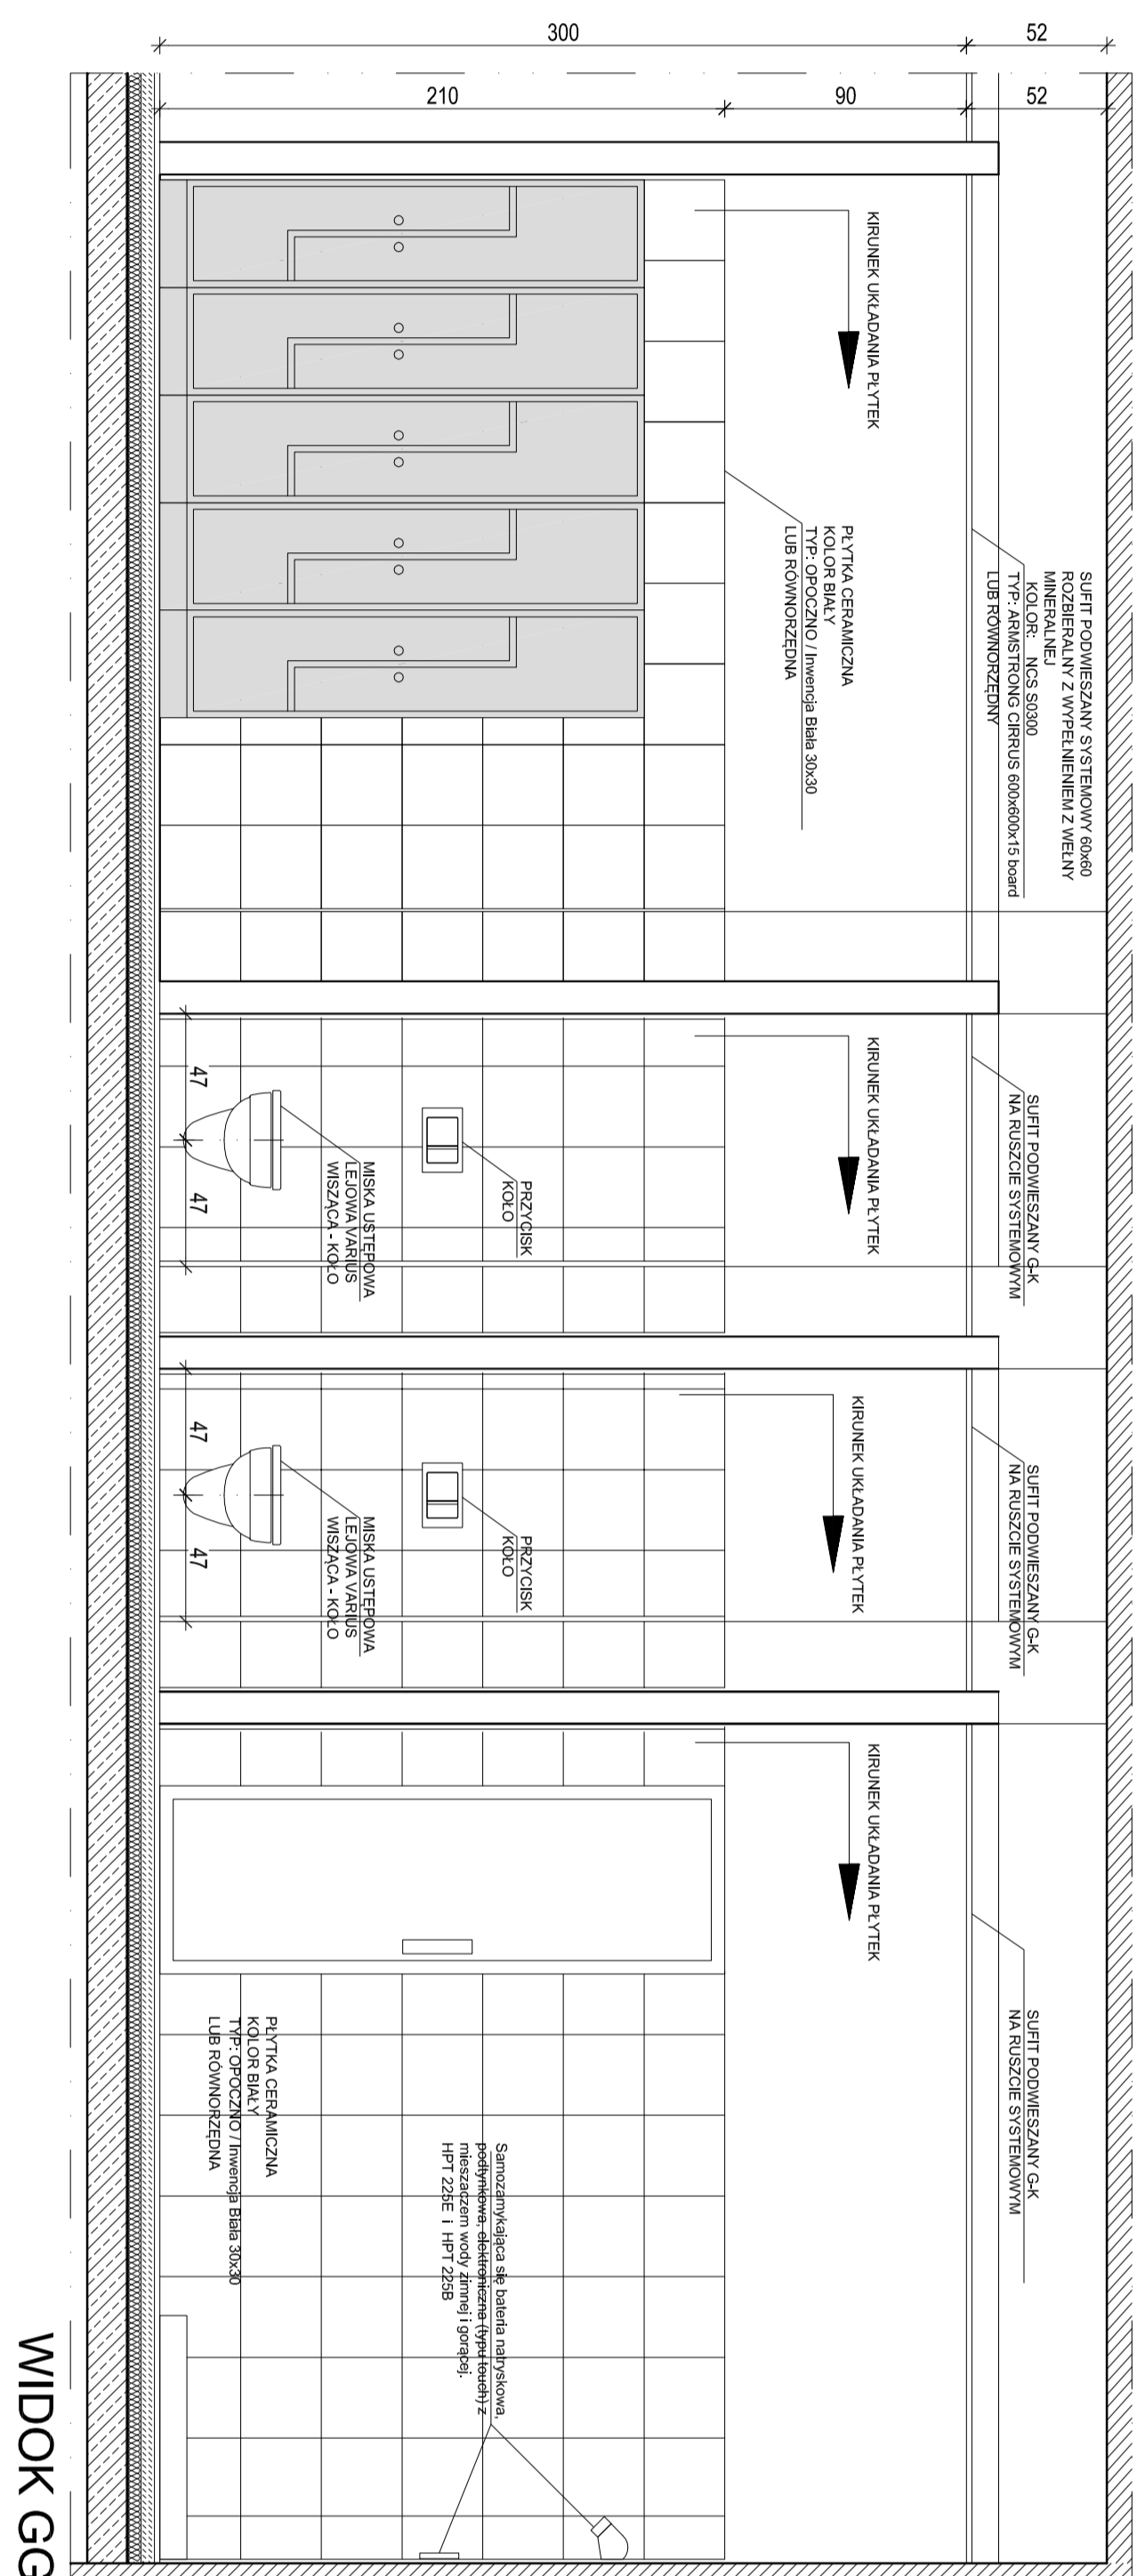 300
52
210
90
52
KIRUNEK UKŁADANIA PŁYTEK
SUFIT PODWIESZANY SYSTEMOWY 60x60
ROZBIERALNY Z WYPEŁNIENIEM Z WEŁNY
MINERALNEJ
KOLOR: NCS S0300
TYP: ARMSTRONG CIRRUS 600x600x15 board
LUB RÓWNORZĘDNY
PŁYTKA CERAMICZNA
KOLOR BIAŁY
TYP: OPOCZNO / Inwencja Biała 30x30
LUB RÓWNORZĘDNA
SUFIT PODWIESZANY G-K
NA RUSZCIE SYSTEMOWYM
KIRUNEK UKŁADANIA PŁYTEK
PRZYCISK
KOŁO
MISKA USTĘPOWA
LEJOWA VARIUS
WISZĄCA - KOŁO
47
47
SUFIT PODWIESZANY G-K
NA RUSZCIE SYSTEMOWYM
KIRUNEK UKŁADANIA PŁYTEK
PRZYCISK
KOŁO
MISKA USTĘPOWA
LEJOWA VARIUS
WISZĄCA - KOŁO
47
47
SUFIT PODWIESZANY G-K
NA RUSZCIE SYSTEMOWYM
KIRUNEK UKŁADANIA PŁYTEK
PŁYTKA CERAMICZNA
KOLOR BIAŁY
TYP: OPOCZNO / Inwencja Biała 30x30
LUB RÓWNORZĘDNA
Samozamykająca się bateria natryskowa,
podtynkowa, elektroniczna (typu touch) z
mieszaczem wody zimnej i gorącej.
HPT 225E i HPT 225B
WIDOK GG